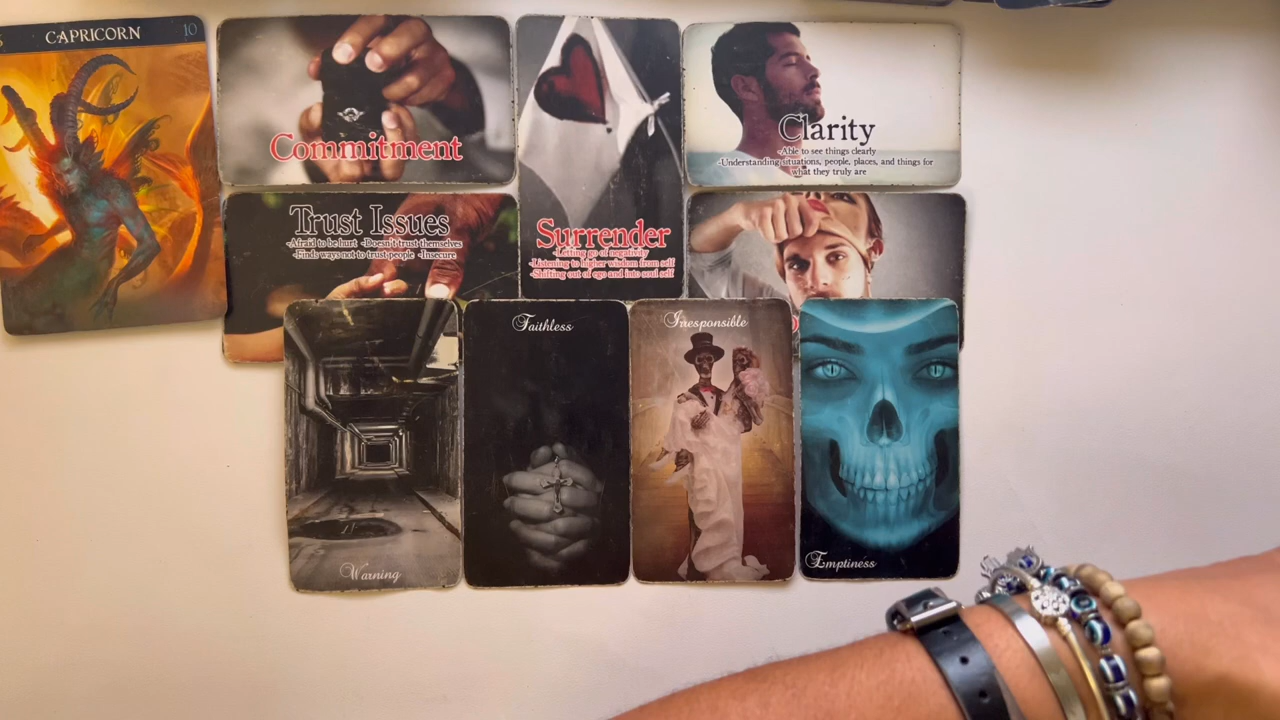 CAPRICORN 10
Commitment
Clarity
-Able to see things clearly
-Understanding situations, people, places, and things for
what they truly are
Trust Issues
-Afraid to be hurt -Doesn't trust themselves
-Finds ways not to trust people -Insecure
Surrender
-Letting go of negativity
-Listening to higher wisdom from self
-Shifting out of ego and into soul self
Warning
Faithless
Irresponsible
Emptiness